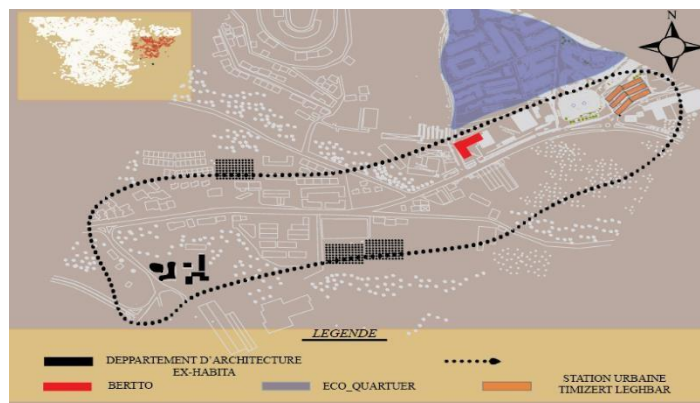 N
LEGENDE
DEPPARTEMENT D'ARCHITECTURE
EX-HABITA
BERTTO
ECO_QUARTUER
STATION URBAINE
TIMIZERT LEGHBAR